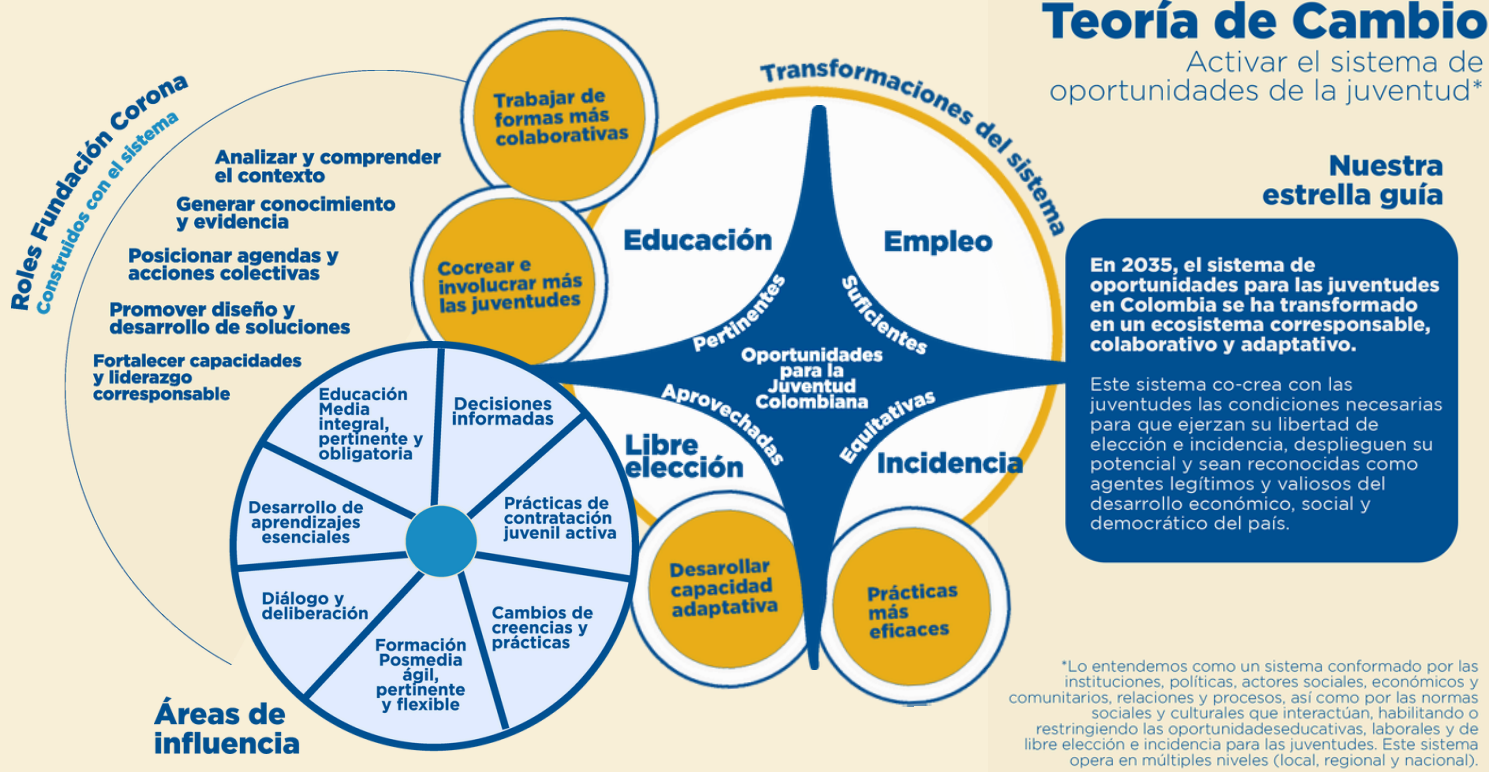 Teoría de Cambio
Activar el sistema de
oportunidades de la juventud*
Roles Fundación Corona
Construidos con el sistema
Analizar y comprender
el contexto
Generar conocimiento
y evidencia
Posicionar agendas y
acciones colectivas
Promover diseño y
desarrollo de soluciones
Fortalecer capacidades
y liderazgo
corresponsable
Trabajar de
formas más
colaborativas
Cocrear e
involucrar más
las juventudes
Transformaciones del sistema
Educación
Empleo
Pertinentes
Suficientes
Oportunidades
para la
Juventud
Colombiana
Aprovechadas
Equitativas
Libre
elección
Incidencia
Desarollar
capacidad
adaptativa
Prácticas
más
eficaces
Educación
Media
integral,
pertinente y
obligatoria
Decisiones
informadas
Prácticas de
contratación
juvenil activa
Cambios de
creencias y
prácticas
Formación
Posmedia
ágil,
pertinente
y flexible
Diálogo y
deliberación
Desarrollo de
aprendizajes
esenciales
Áreas de
influencia
Nuestra
estrella guía
En 2035, el sistema de
oportunidades para las juventudes
en Colombia se ha transformado
en un ecosistema corresponsable,
colaborativo y adaptativo.
Este sistema co-crea con las
juventudes las condiciones necesarias
para que ejerzan su libertad de
elección e incidencia, desplieguen su
potencial y sean reconocidas como
agentes legítimos y valiosos del
desarrollo económico, social y
democrático del país.
*Lo entendemos como un sistema conformado por las
instituciones, políticas, actores sociales, económicos y
comunitarios, relaciones y procesos, así como por las normas
sociales y culturales que interactúan, habilitando o
restringiendo las oportunidadeseducativas, laborales y de
libre elección e incidencia para las juventudes. Este sistema
opera en múltiples niveles (local, regional y nacional).